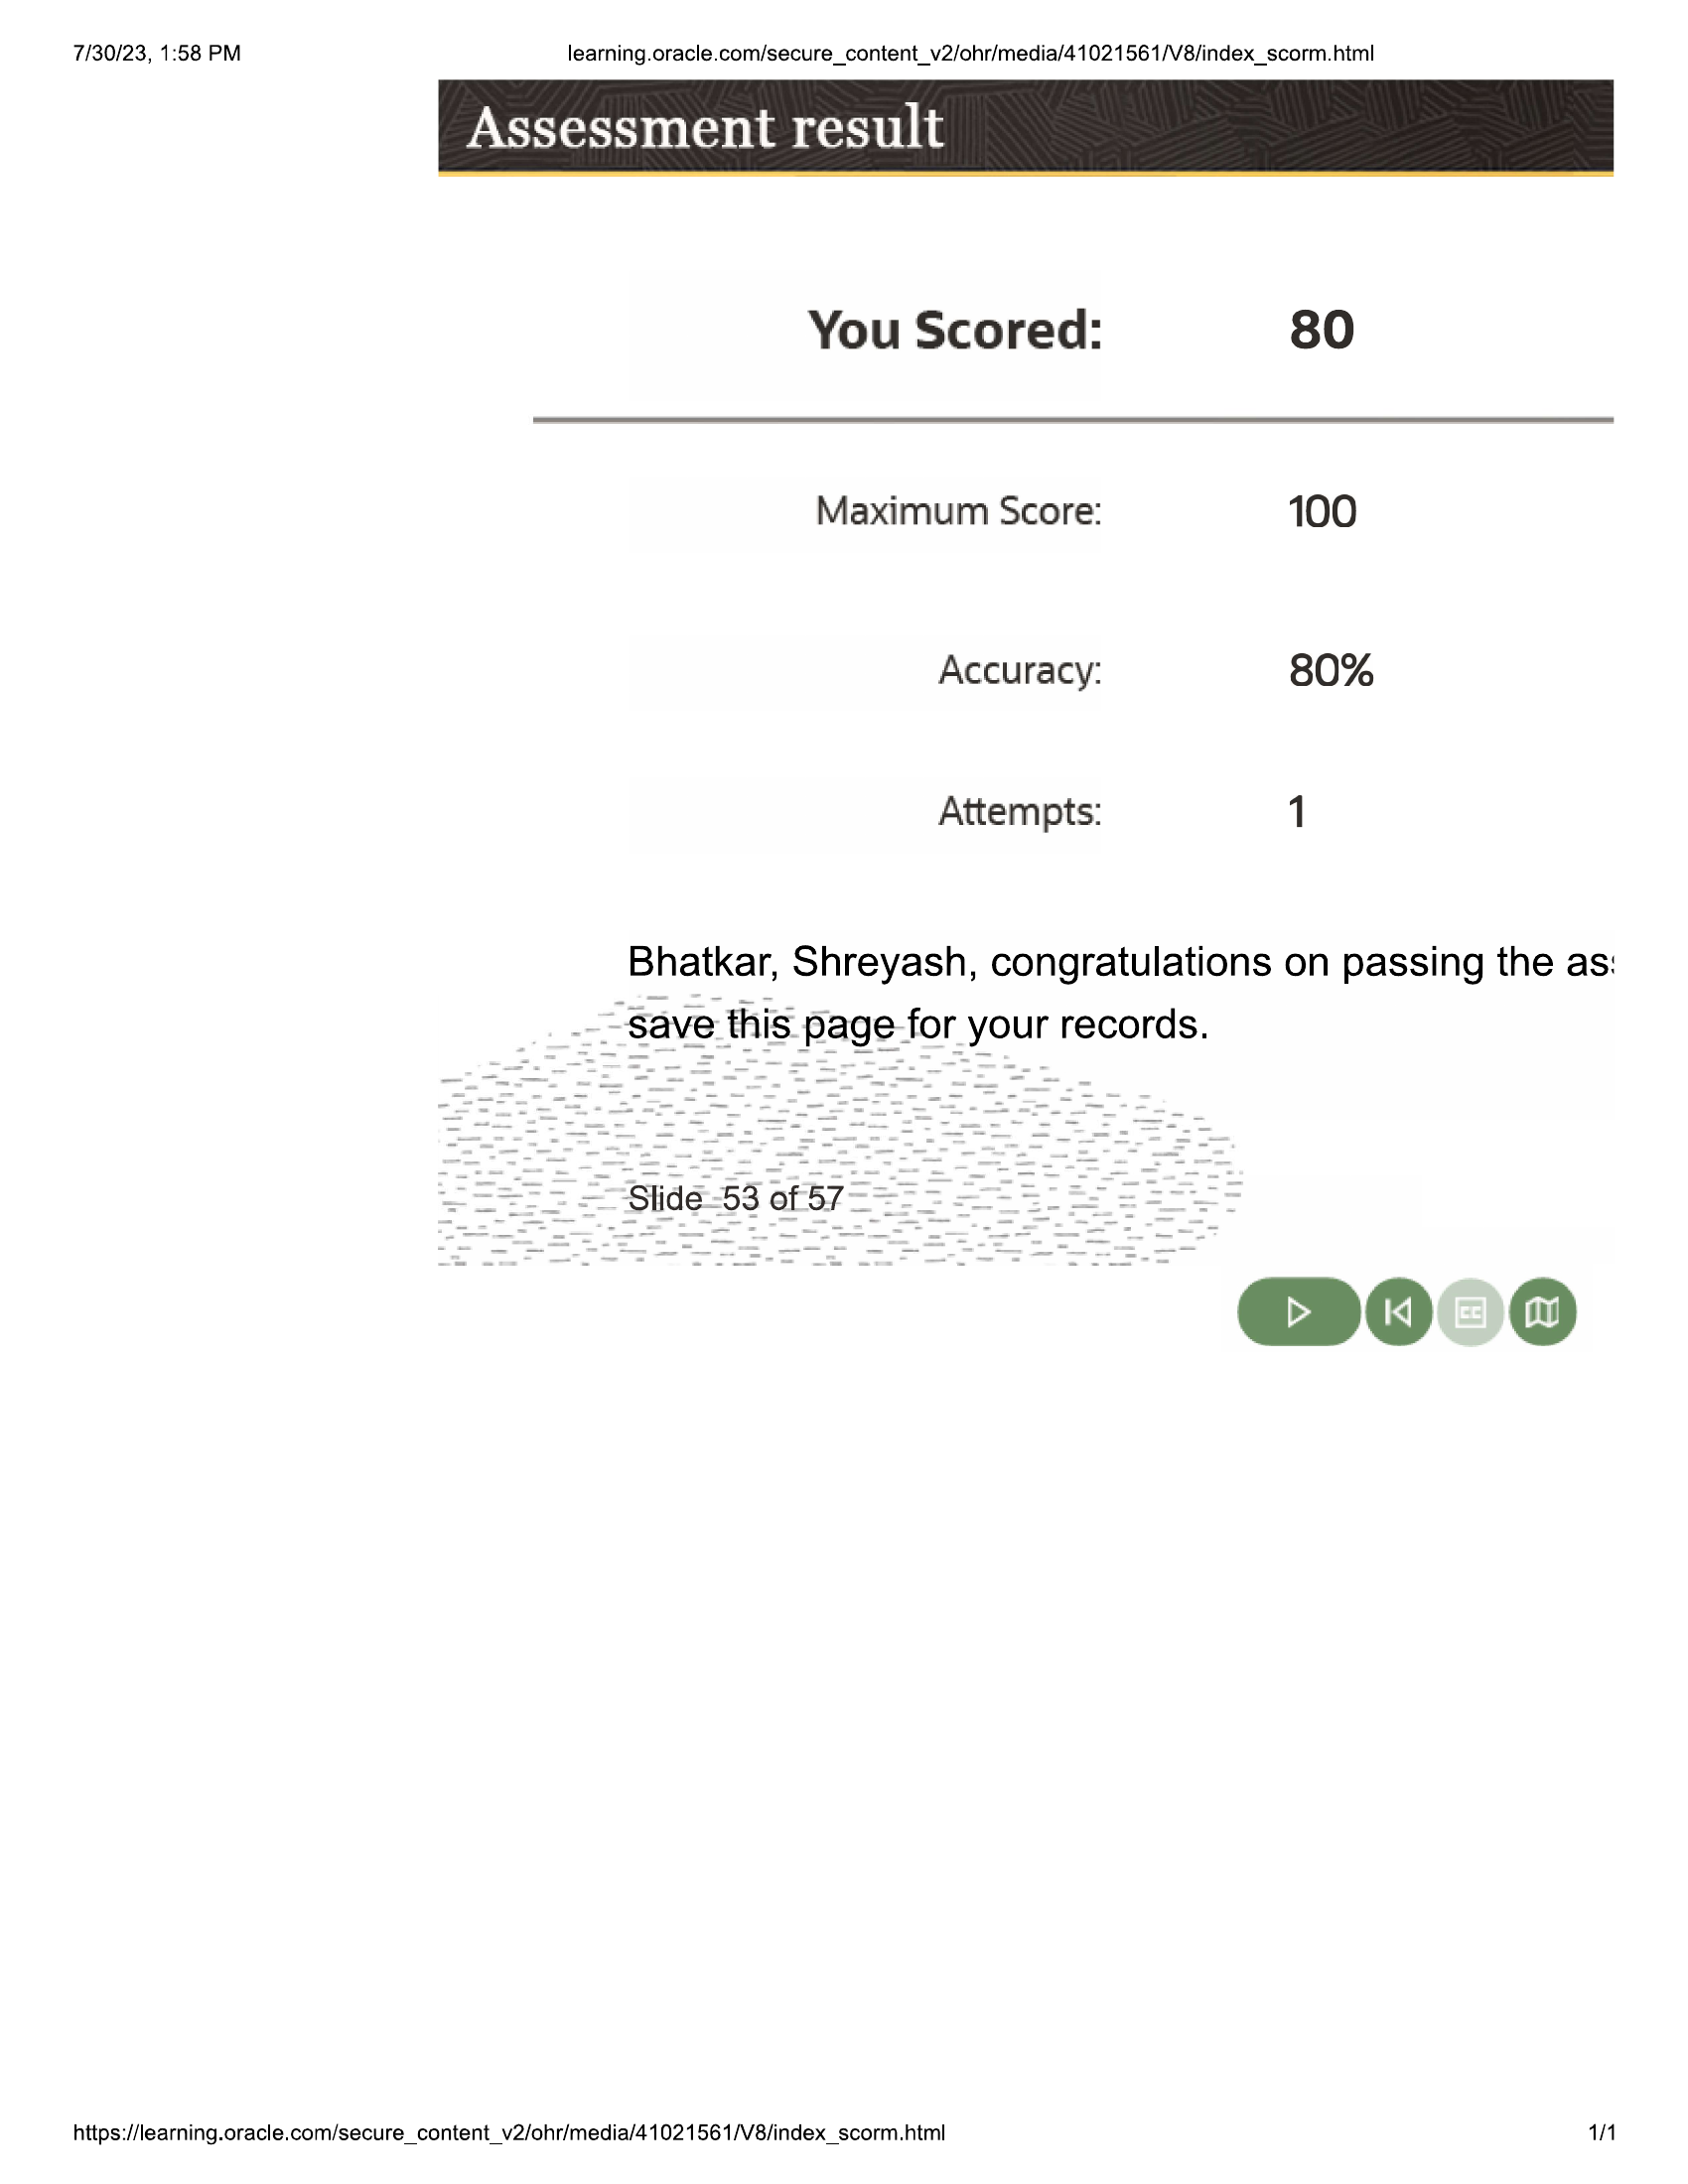 7/30/23, 1:58 PM learning.oracle.com/secure_content_v2/ohr/media/41021561/V8/index_scorm.html
Assessment result
You Scored: 80
Maximum Score: 100
Accuracy: 80%
Attempts: 1
Bhatkar, Shreyash, congratulations on passing the
save this page for your records.
Slide 53 of 57
https://learning.oracle.com/secure_content_v2/ohr/media/41021561/V8/index_scorm.html 1/1